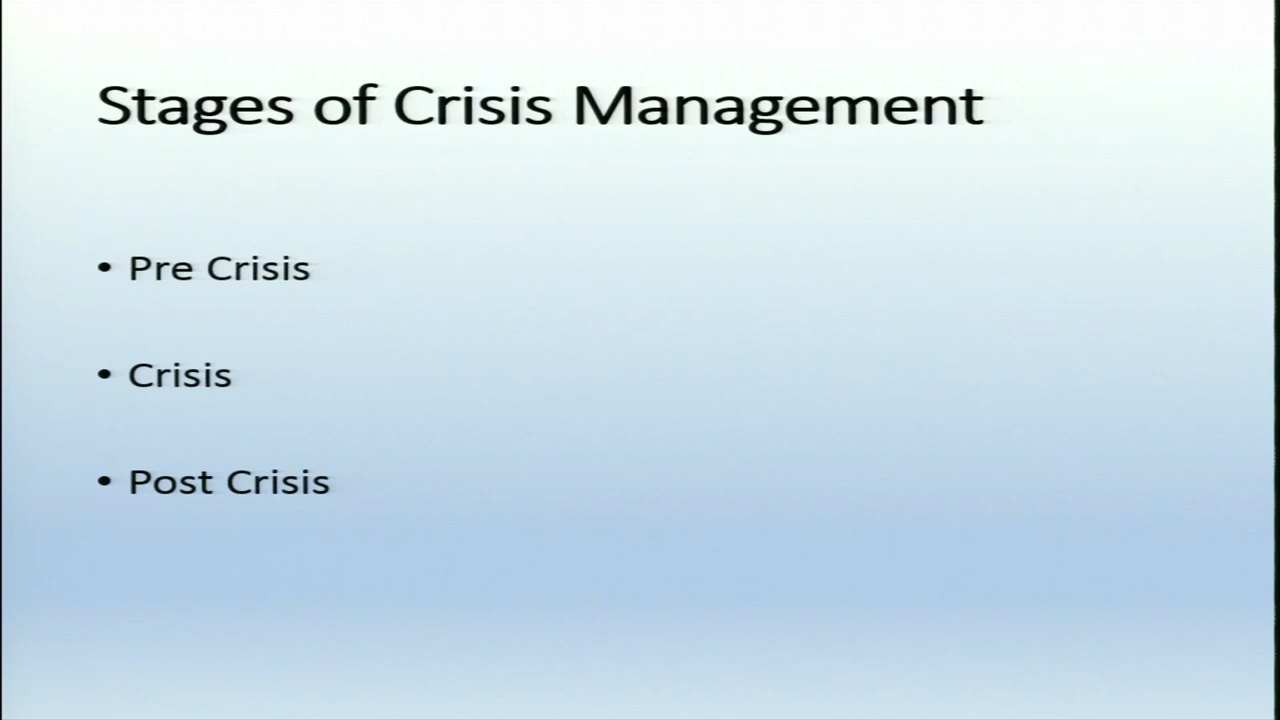 Stages of Crisis Management
• Pre Crisis
• Crisis
• Post Crisis